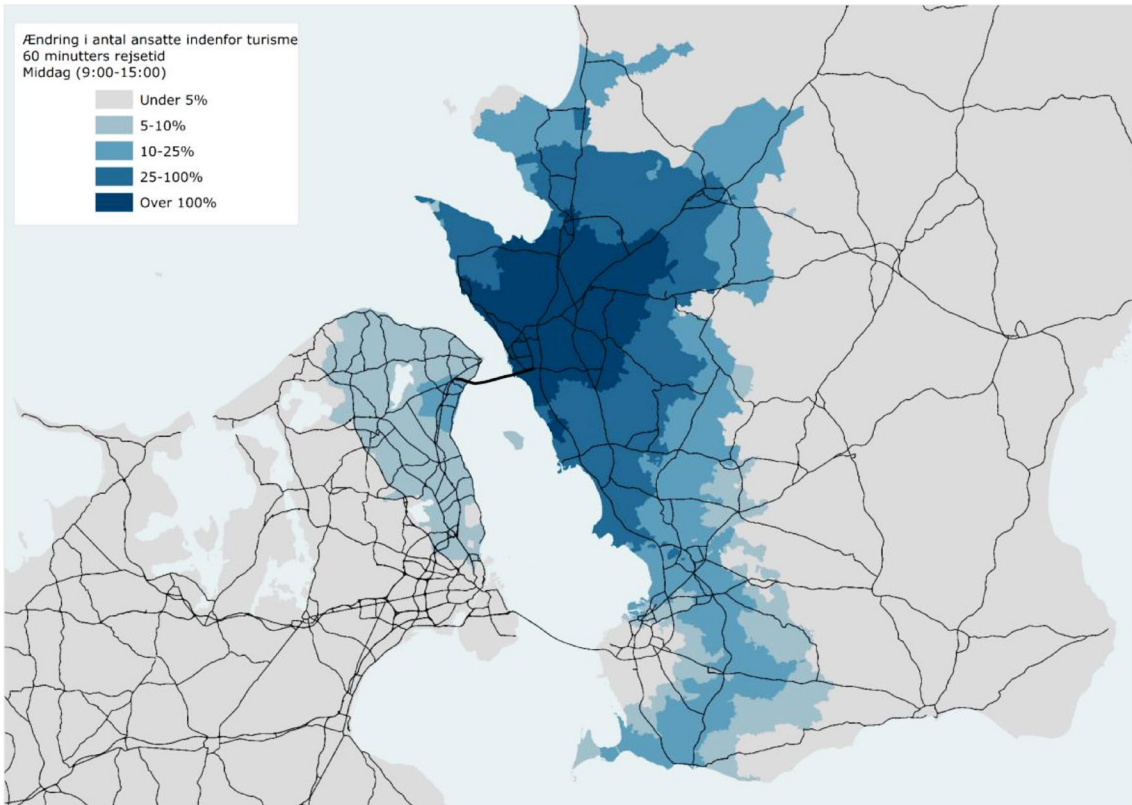 Ændring i antal ansatte indenfor turisme
60 minutters rejsetid
Middag (9:00-15:00)
Under 5%
5-10%
10-25%
25-100%
Over 100%